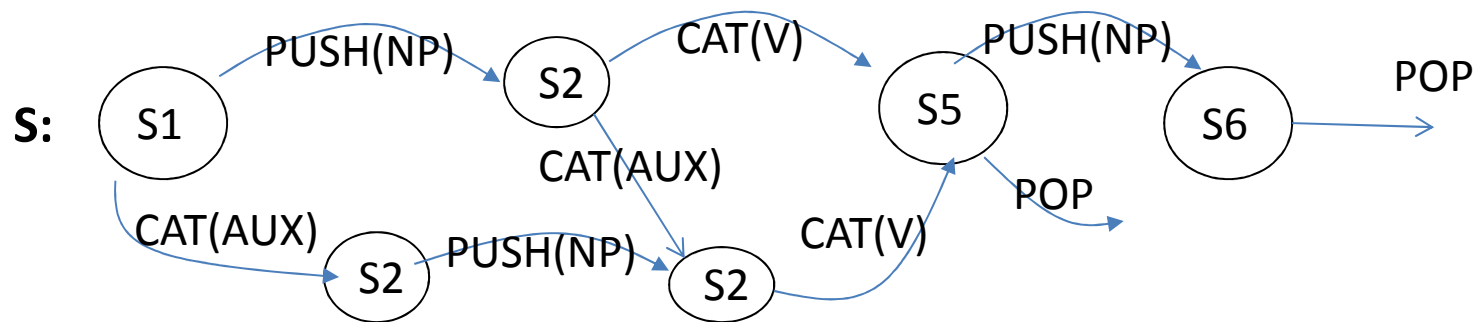 PUSH(NP)
CAT(V)
PUSH(NP)
POP
S:
S1
S2
S5
S6
CAT(AUX)
POP
CAT(AUX)
PUSH(NP)
CAT(V)
S2
S2